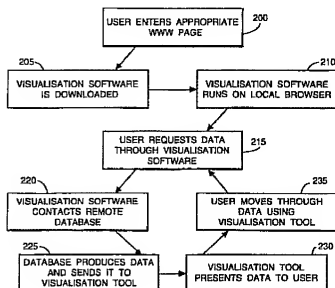 200
USER ENTERS APPROPRIATE
WWW PAGE
205
VISUALISATION SOFTWARE
IS DOWNLOADED
210
VISUALISATION SOFTWARE
RUNS ON LOCAL BROWSER
215
USER REQUESTS DATA
THROUGH VISUALISATION
SOFTWARE
220
VISUALISATION SOFTWARE
CONTACTS REMOTE
DATABASE
235
USER MOVES THROUGH
DATA USING
VISUALISATION TOOL
225
DATABASE PRODUCES DATA
AND SENDS IT TO
VISUALISATION TOOL
230
VISUALISATION TOOL
PRESENTS DATA TO USER